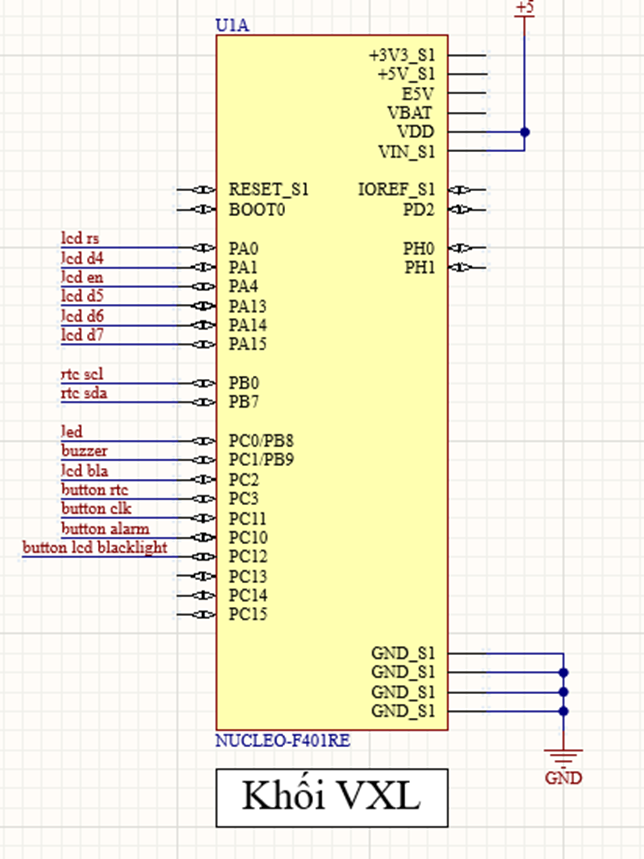 +5
U1A
+3V3_S1
+5V_S1
E5V
VBAT
VDD
VIN_S1
RESET_S1 IOREF_S1
BOOT0 PD2
lcd rs PA0 PH0
lcd d4 PA1 PH1
lcd en PA4
lcd d5 PA13
lcd d6 PA14
lcd d7 PA15
rtc scl PB0
rtc sda PB7
led PC0/PB8
buzzer PC1/PB9
lcd bla PC2
button rtc PC3
button clk PC11
button alarm PC10
button lcd blacklight PC12
PC13
PC14
PC15
GND_S1
GND_S1
GND_S1
GND_S1
NUCLEO-F401RE
GND
Khối VXL